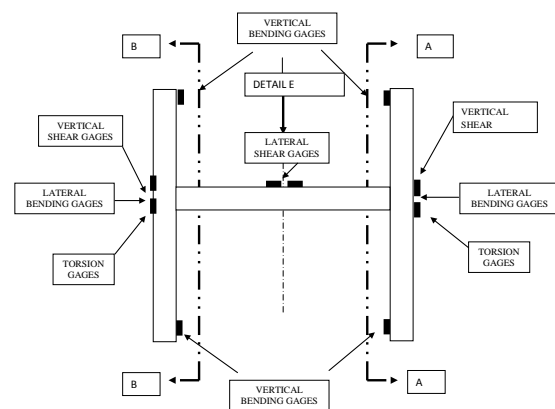 B
VERTICAL
BENDING GAGES
A
DETAIL E
VERTICAL
SHEAR GAGES
LATERAL
SHEAR GAGES
VERTICAL
SHEAR
LATERAL
BENDING GAGES
LATERAL
BENDING GAGES
TORSION
GAGES
TORSION
GAGES
B
VERTICAL
BENDING GAGES
A